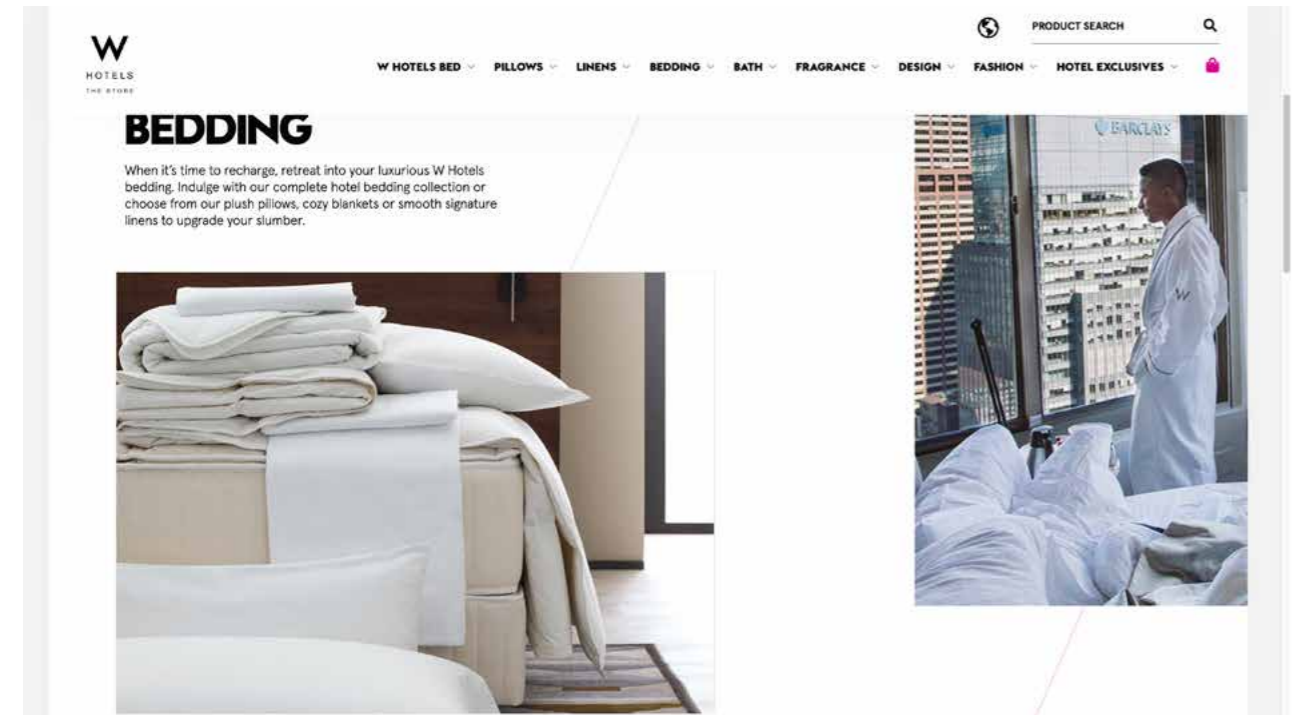 PRODUCT SEARCH
W
HOTELS
THE STORE
W HOTELS BED PILLOWS LINENS BEDDING BATH FRAGRANCE DESIGN FASHION HOTEL EXCLUSIVES
BEDDING
When it's time to recharge, retreat into your luxurious W Hotels
bedding. Indulge with our complete hotel bedding collection or
choose from our plush pillows, cozy blankets or smooth signature
linens to upgrade your slumber.
BARCLAYS
W